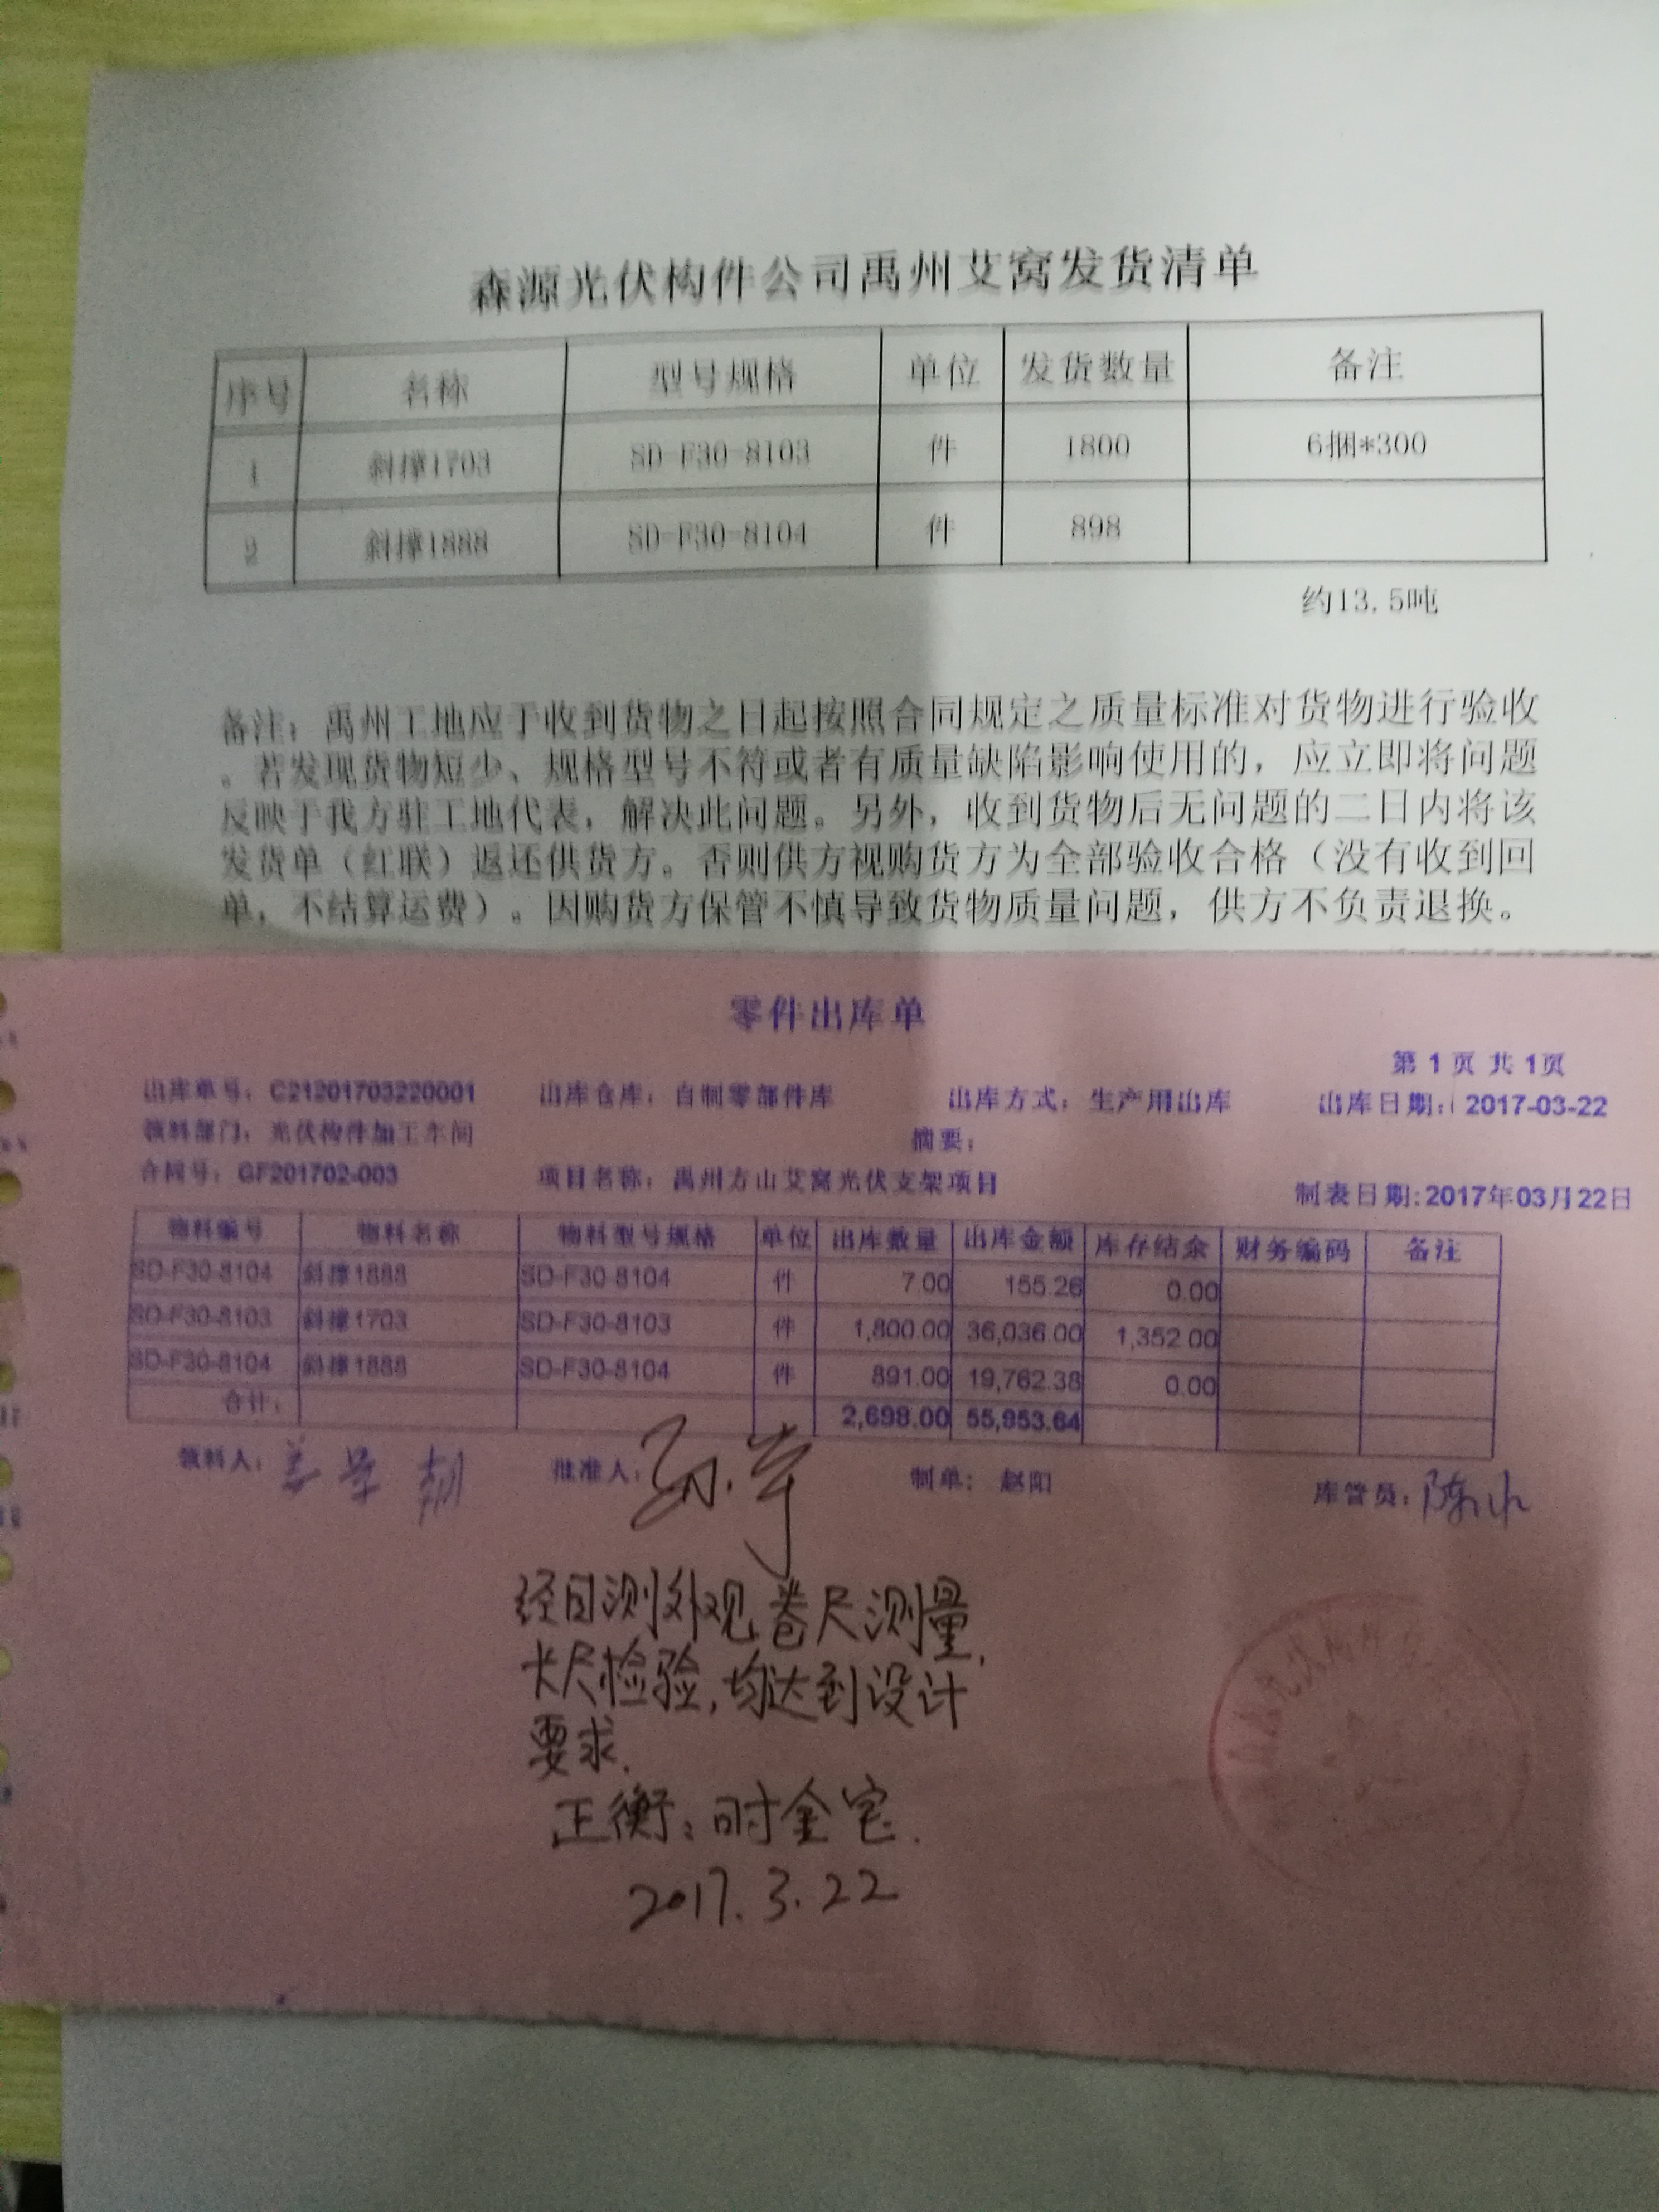 森源光伏构件公司禹州艾窝发货清单
序号 名称 型号规格 单位 发货数量 备注
1 斜撑1703 SD-F30-8103 件 1800 6捆*300
2 斜撑1888 SD-F30-8104 件 898
约13.5吨
备注：禹州工地应于收到货物之日起按照合同规定之质量标准对货物进行验收
。若发现货物短少、规格型号不符或者有质量缺陷影响使用的，应立即将问题
反映于我方驻工地代表，解决此问题。另外，收到货物后无问题的二日内将该
发货单（红联）返还供货方。否则供方视购货方为全部验收合格（没有收到回
单，不结算运费）。因购货方保管不慎导致货物质量问题，供方不负责退换。
零件出库单
第 1 页 共 1页
出库单号：C21201703220001 出库仓库：自制零部件库 出库方式：生产用出库 出库日期: 2017-03-22
领料部门：光伏构件加工车间 摘要：
合同号：GF201702-003 项目名称：禹州方山艾窝光伏支架项目 制表日期:2017年03月22日
物料编号 物料名称 物料型号规格 单位 出库数量 出库金额 库存结余 财务编码 备注
SD-F30-8104 斜撑1888 SD-F30-8104 件 7.00 155.26 0.00
SD-F30-8103 斜撑1703 SD-F30-8103 件 1,800.00 36,036.00 1,352.00
SD-F30-8104 斜撑1888 SD-F30-8104 件 891.00 19,762.38 0.00
合计： 2,698.00 55,953.64
领料人： 批准人： 制单：赵阳 库管员：
经目测外观卷尺测量,
卡尺检验,均达到设计
要求.
正衡：时金宝.
2017.3.22